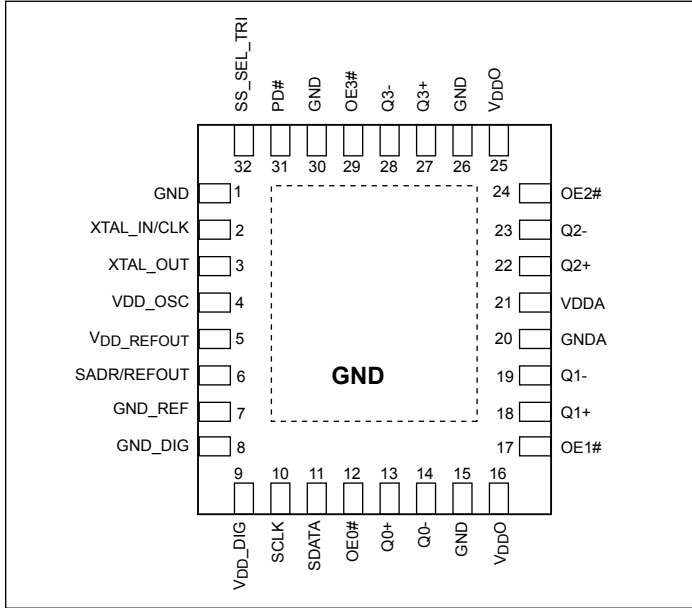 SS_SEL_TRI
PD#
GND
OE3#
Q3-
Q3+
GND
VDDO
32
31
30
29
28
27
26
25
GND 1
XTAL_IN/CLK 2
XTAL_OUT 3
VDD_OSC 4
VDD_REFOUT 5
SADR/REFOUT 6
GND_REF 7
GND_DIG 8
24 OE2#
23 Q2-
22 Q2+
21 VDDA
20 GNDA
19 Q1-
18 Q1+
17 OE1#
GND
9
10
11
12
13
14
15
16
VDD_DIG
SCLK
SDATA
OE0#
Q0+
Q0-
GND
VDDO